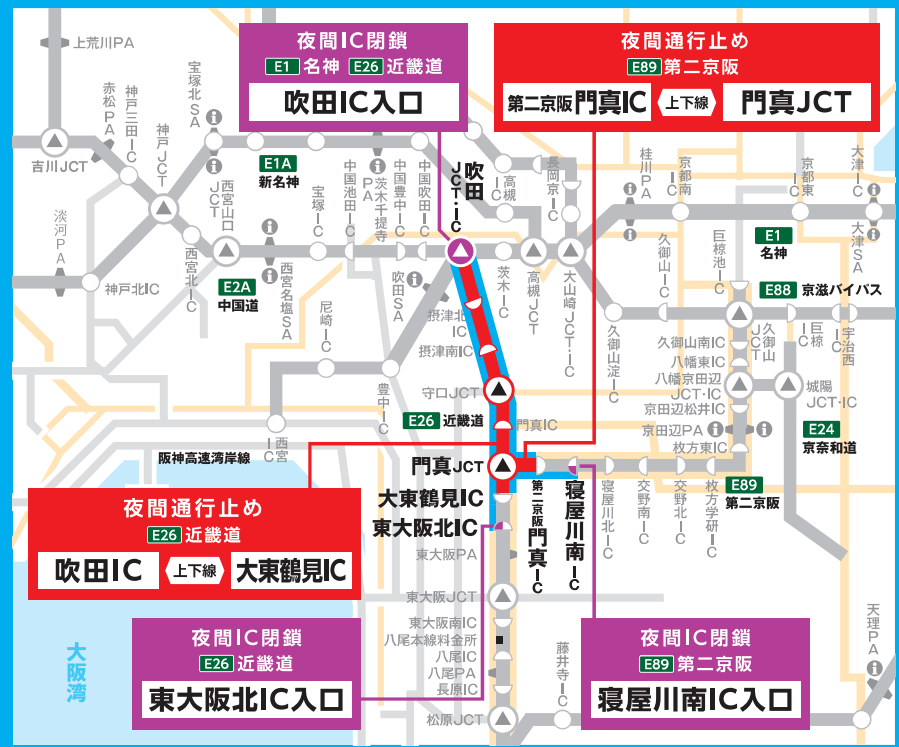 夜間IC閉鎖
E1 名神 E26 近畿道
吹田IC入口
夜間通行止め
E89 第二京阪
第二京阪門真IC 上下線 門真JCT
上荒川PA
吉川JCT
赤松PA
神戸三田IC
神戸JCT
宝塚北SA
E1A
新名神
西宮山口JCT
宝塚IC
中国池田IC
茨木千提寺PA
中国豊中IC
中国吹田IC
吹田JCT・IC
高槻IC
長岡京IC
桂川PA
京都南IC
京都東IC
大津IC
大津SA
淡河PA
神戸北IC
西宮北IC
E2A
中国道
西宮名塩SA
尼崎IC
吹田SA
豊中IC
西宮IC
茨木IC
高槻JCT
大山崎JCT・IC
久御山淀IC
久御山IC
巨椋池IC
E1
名神
E88 京滋バイパス
久御山JCT
巨椋IC
宇治西IC
摂津北IC
摂津南IC
守口JCT
E26 近畿道
門真IC
久御山南IC
八幡東IC
八幡京田辺JCT・IC
京田辺松井IC
京田辺PA
枚方東IC
城陽JCT・IC
E24
京奈和道
阪神高速湾岸線
門真JCT
大東鶴見IC
東大阪北IC
第二京阪門真IC
寝屋川南IC
寝屋川北IC
交野南IC
交野北IC
枚方学研IC
E89
第二京阪
夜間通行止め
E26 近畿道
吹田IC 上下線 大東鶴見IC
東大阪PA
東大阪JCT
東大阪南IC
八尾本線料金所
八尾IC
八尾PA
長原IC
松原JCT
藤井寺IC
天理PA
大阪湾
夜間IC閉鎖
E26 近畿道
東大阪北IC入口
夜間IC閉鎖
E89 第二京阪
寝屋川南IC入口